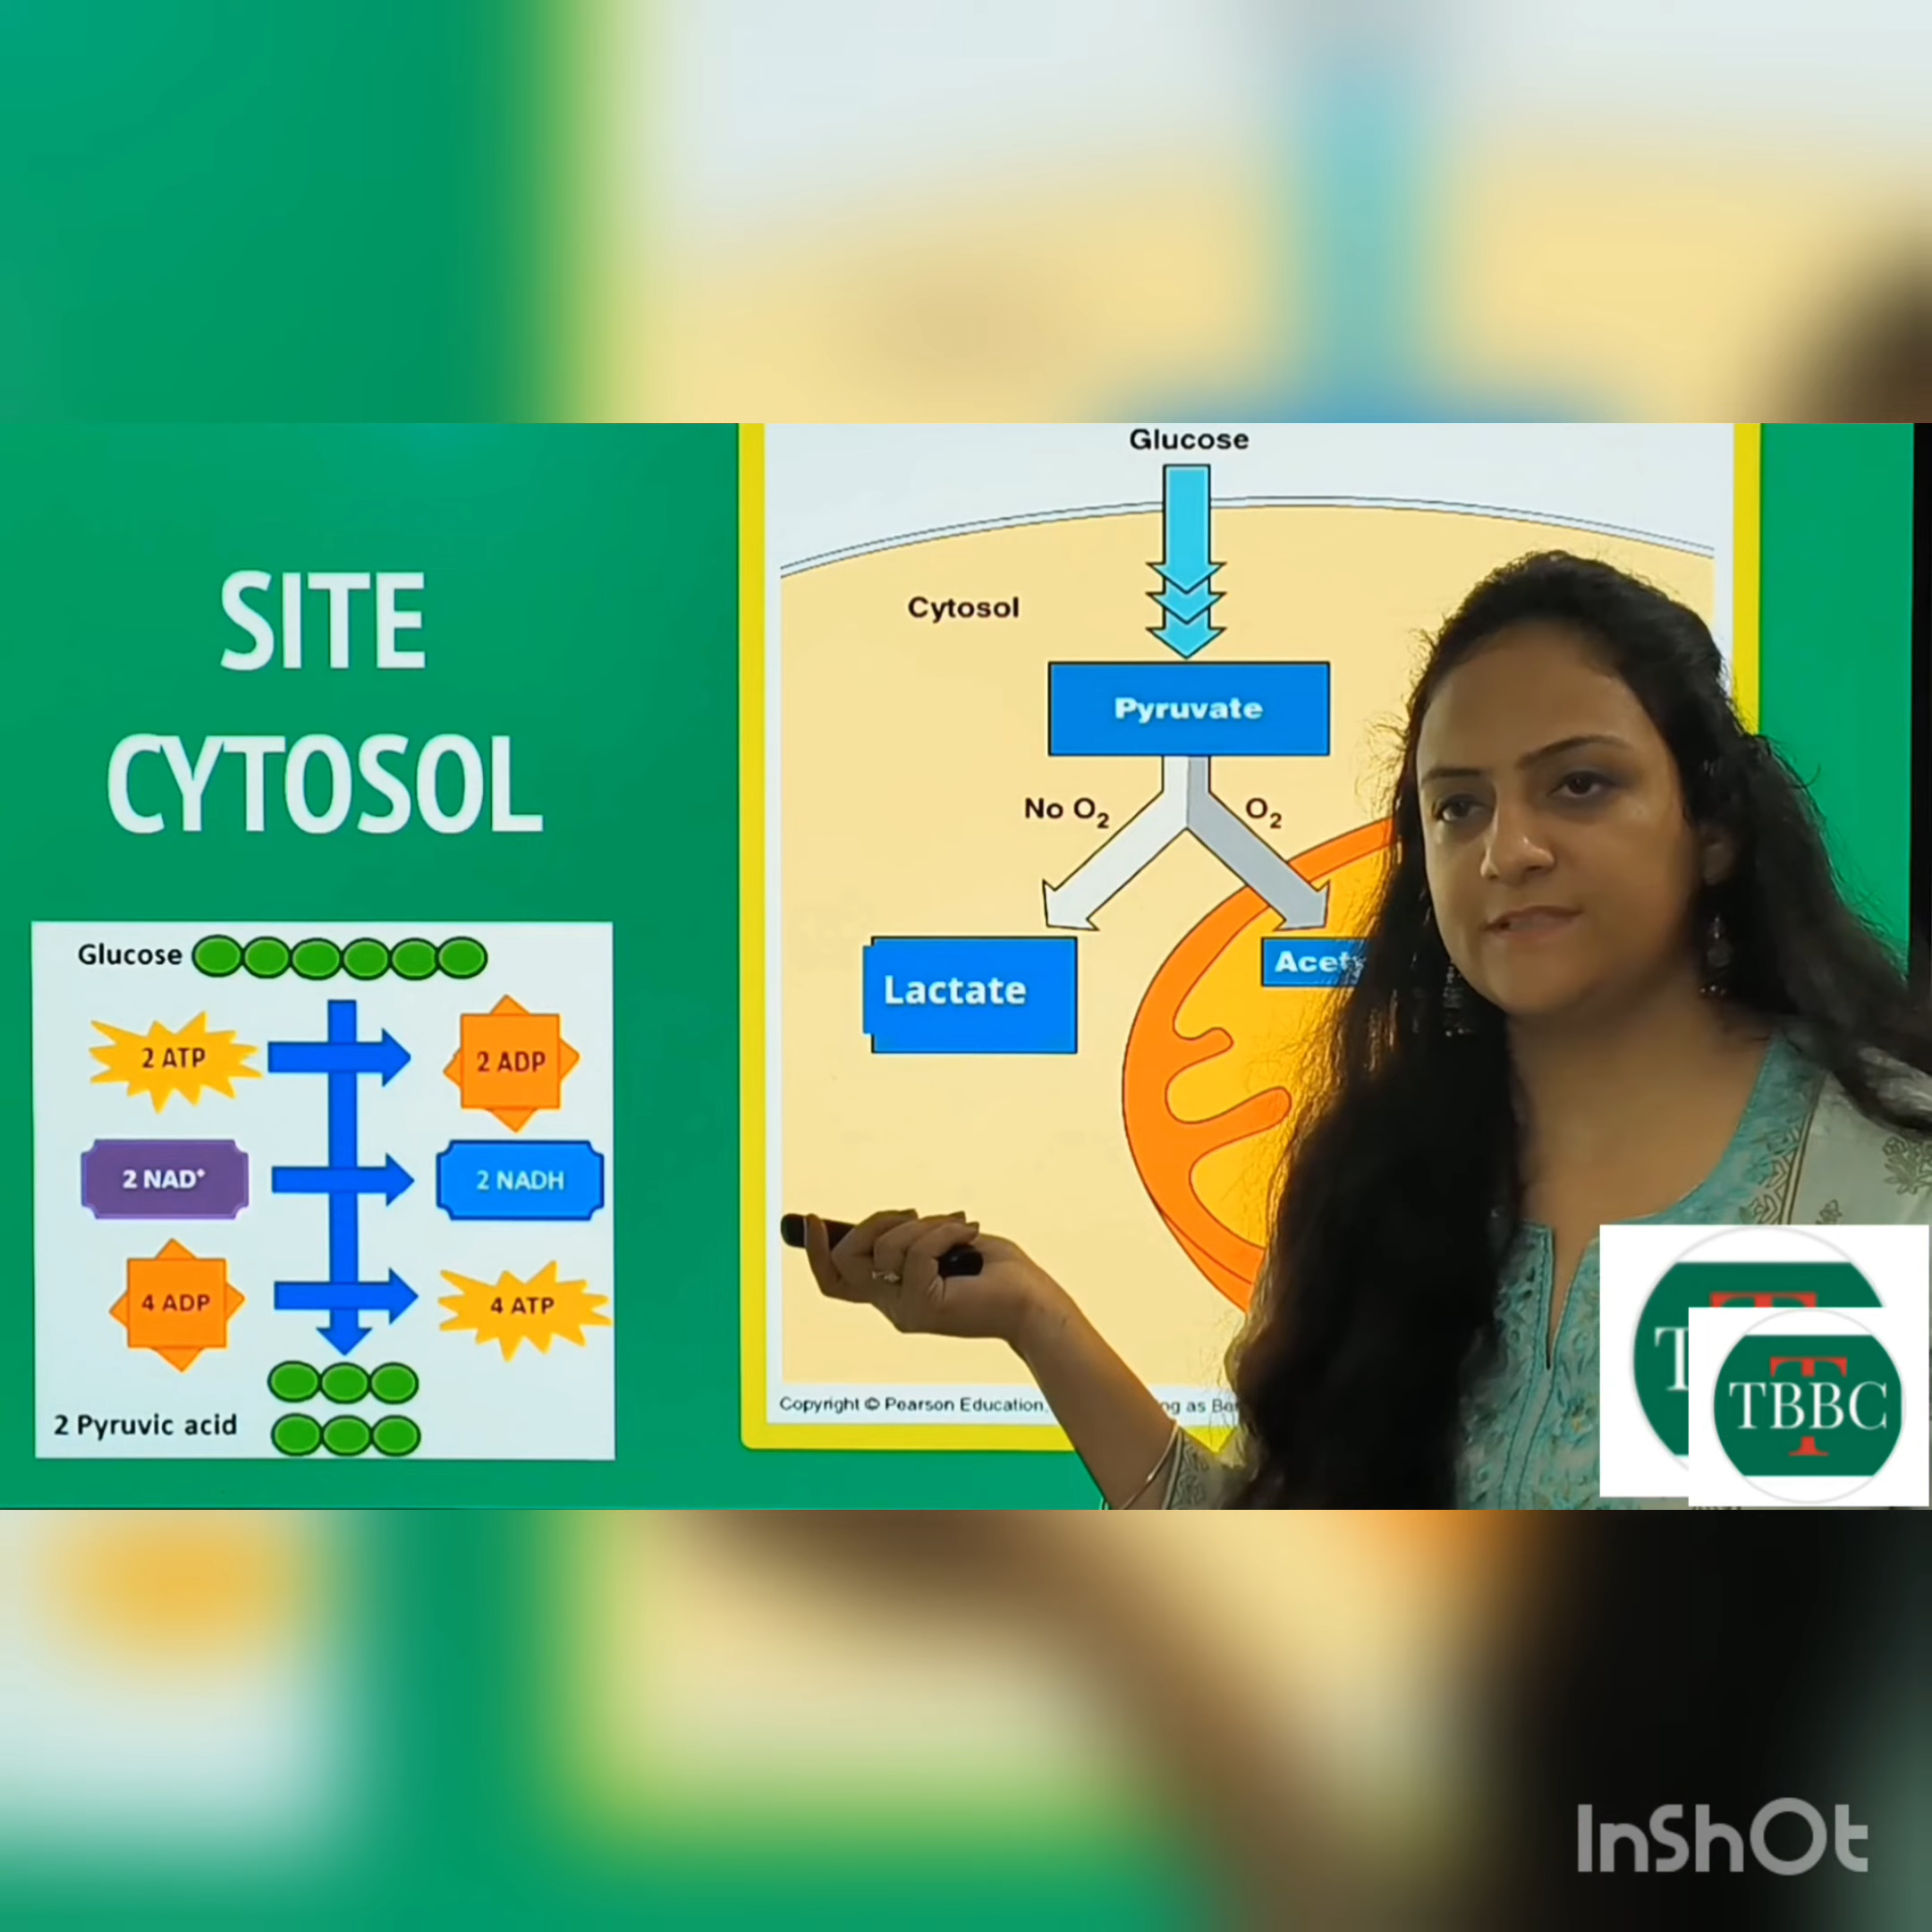 SITE
CYTOSOL
Glucose
2 ATP
2 ADP
2 NAD⁺
2 NADH
4 ADP
4 ATP
2 Pyruvic acid
Glucose
Cytosol
Pyruvate
No O₂
O₂
Lactate
Copyright © Pearson Education,
as
T
TBBC
InShOt